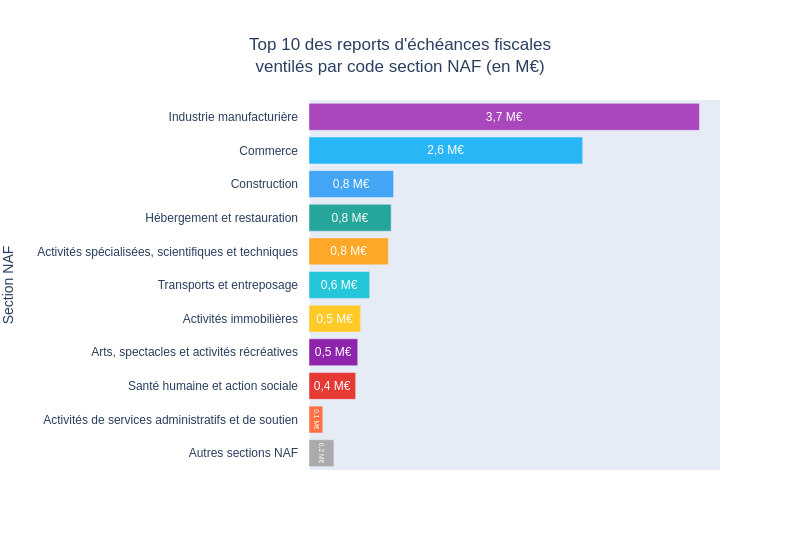 Top 10 des reports d'échéances fiscales
ventilés par code section NAF (en M€)
Section NAF
Industrie manufacturière 3,7 M€
Commerce 2,6 M€
Construction 0,8 M€
Hébergement et restauration 0,8 M€
Activités spécialisées, scientifiques et techniques 0,8 M€
Transports et entreposage 0,6 M€
Activités immobilières 0,5 M€
Arts, spectacles et activités récréatives 0,5 M€
Santé humaine et action sociale 0,4 M€
Activités de services administratifs et de soutien 0,1 M€
Autres sections NAF 0,2 M€